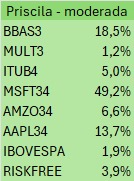 Priscila - moderada
BBAS3 18,5%
MULT3 1,2%
ITUB4 5,0%
MSFT34 49,2%
AMZO34 6,6%
AAPL34 13,7%
IBOVESPA 1,9%
RISKFREE 3,9%